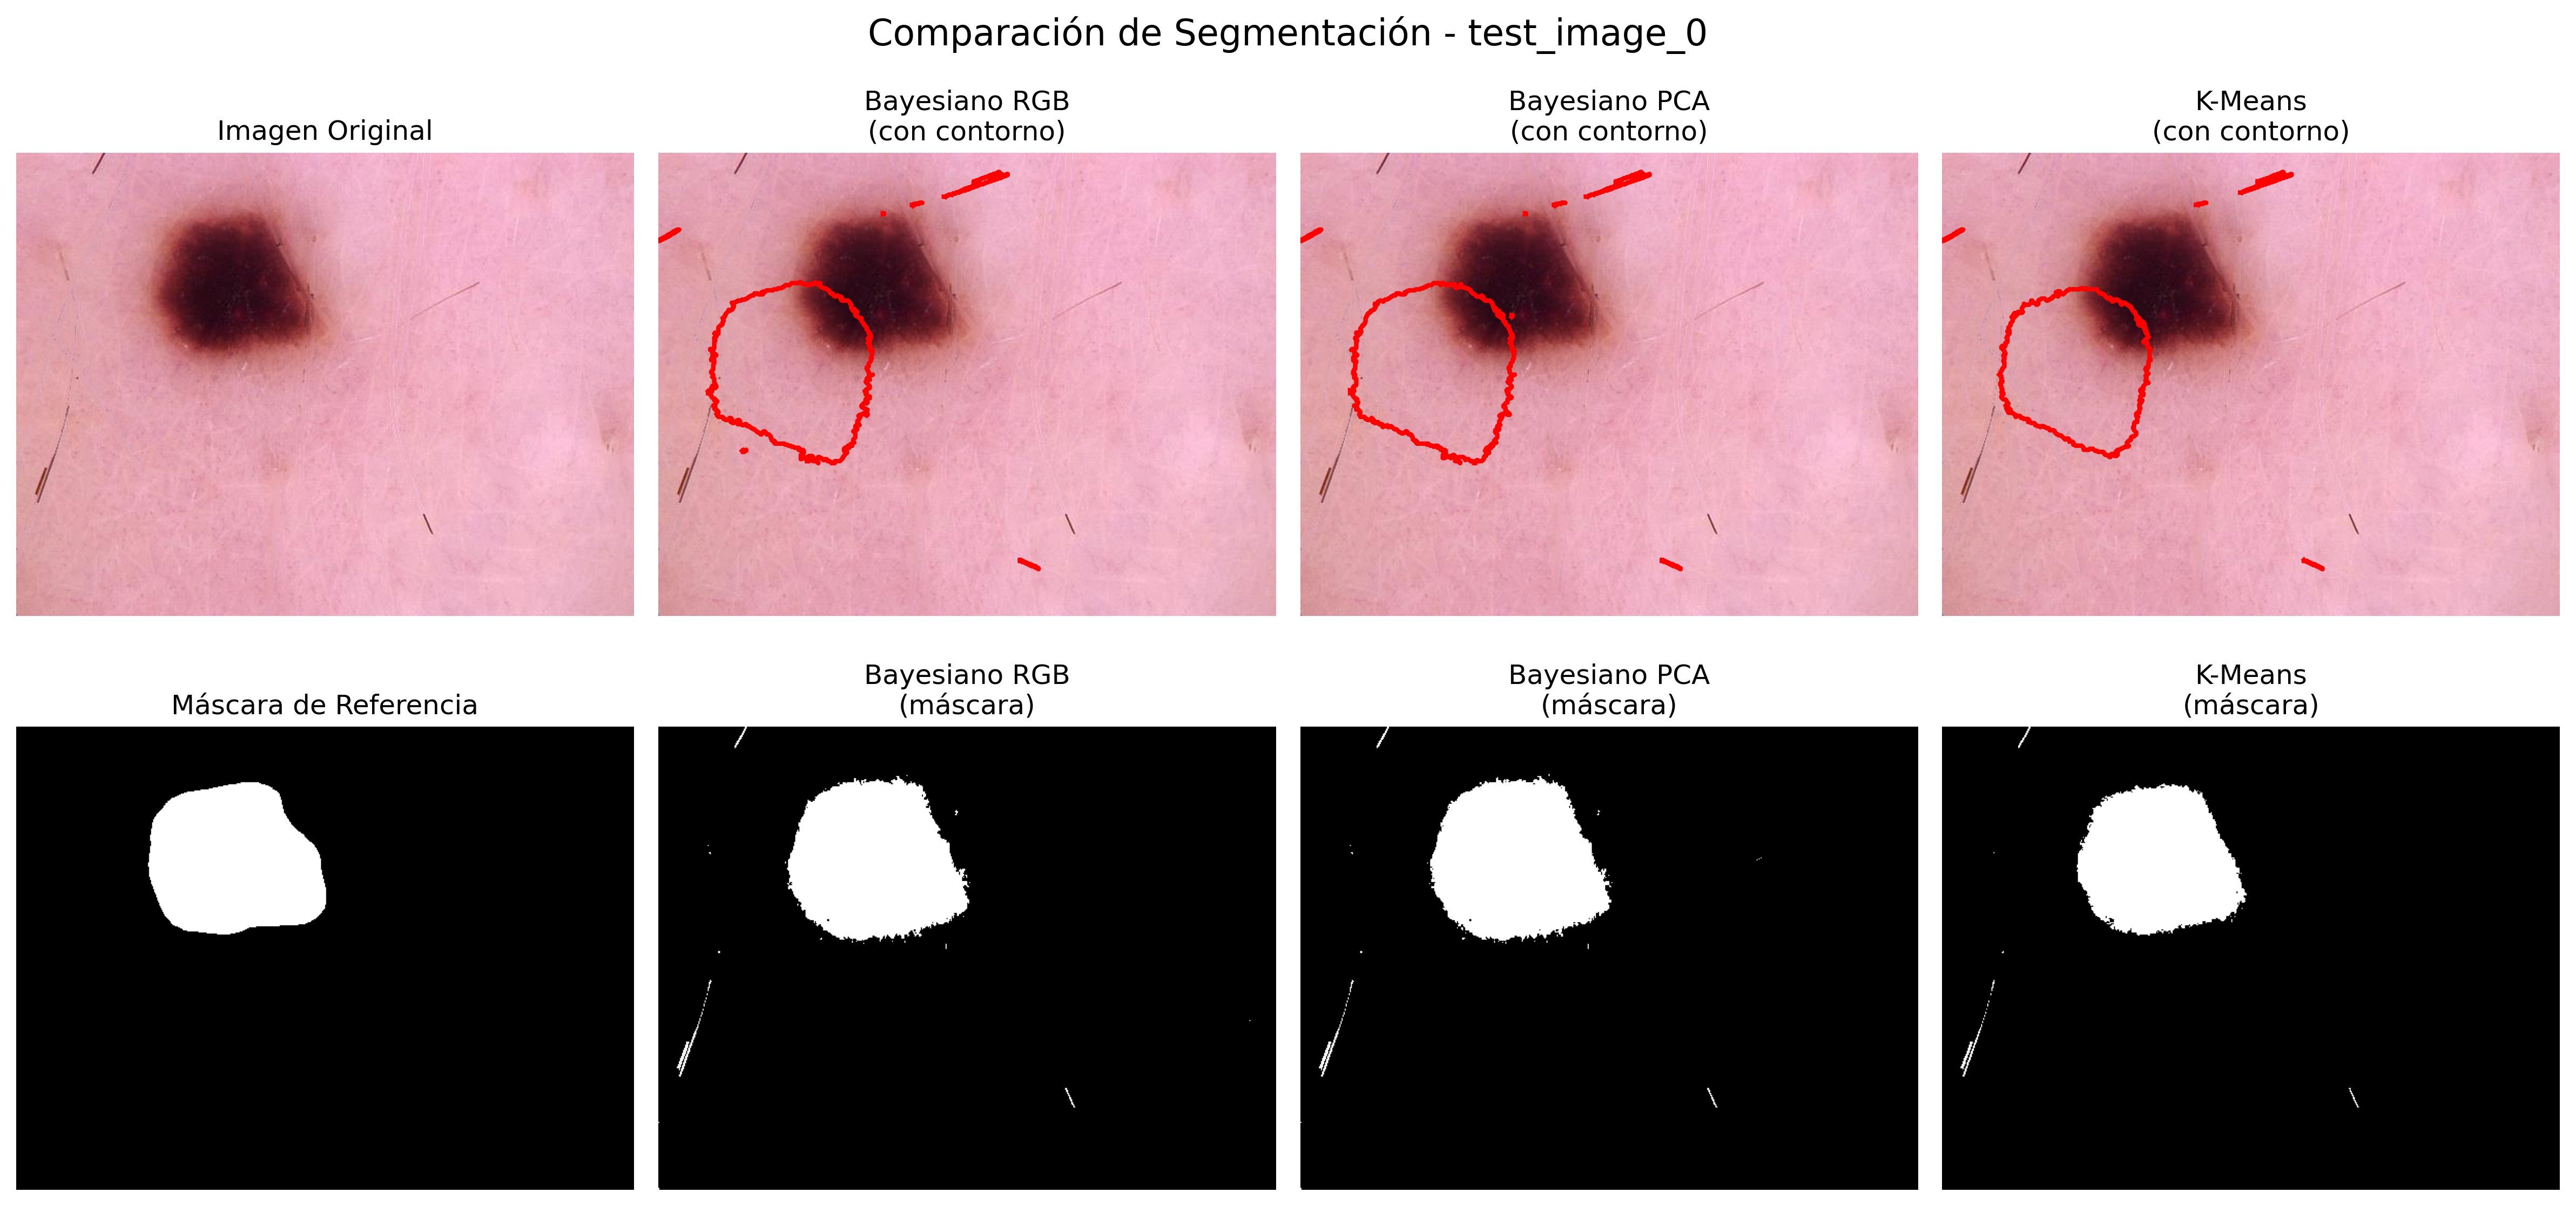 Comparación de Segmentación - test_image_0
Imagen Original
Bayesiano RGB
(con contorno)
Bayesiano PCA
(con contorno)
K-Means
(con contorno)
Máscara de Referencia
Bayesiano RGB
(máscara)
Bayesiano PCA
(máscara)
K-Means
(máscara)